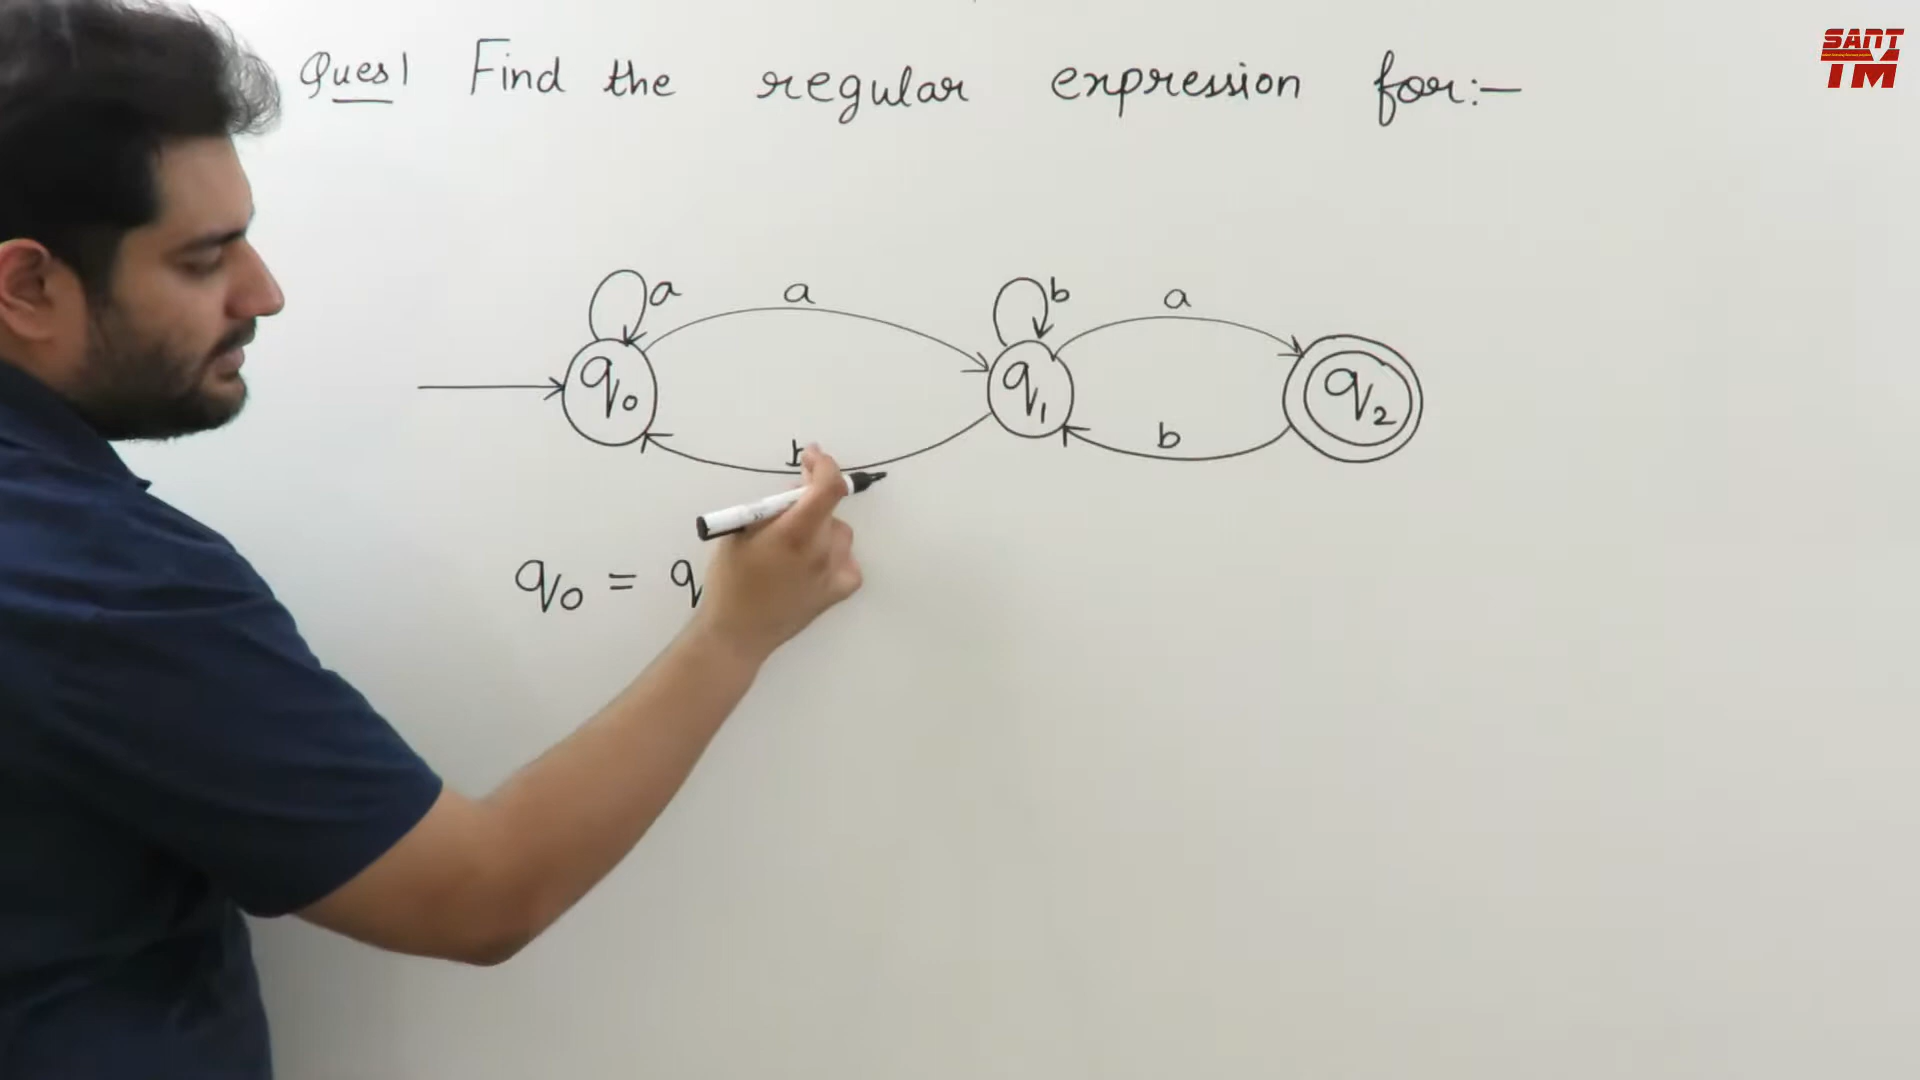 SANT
TM
Ques1 Find the regular expression for:-
a a b a
q0 q1 q2
b
q0 = q